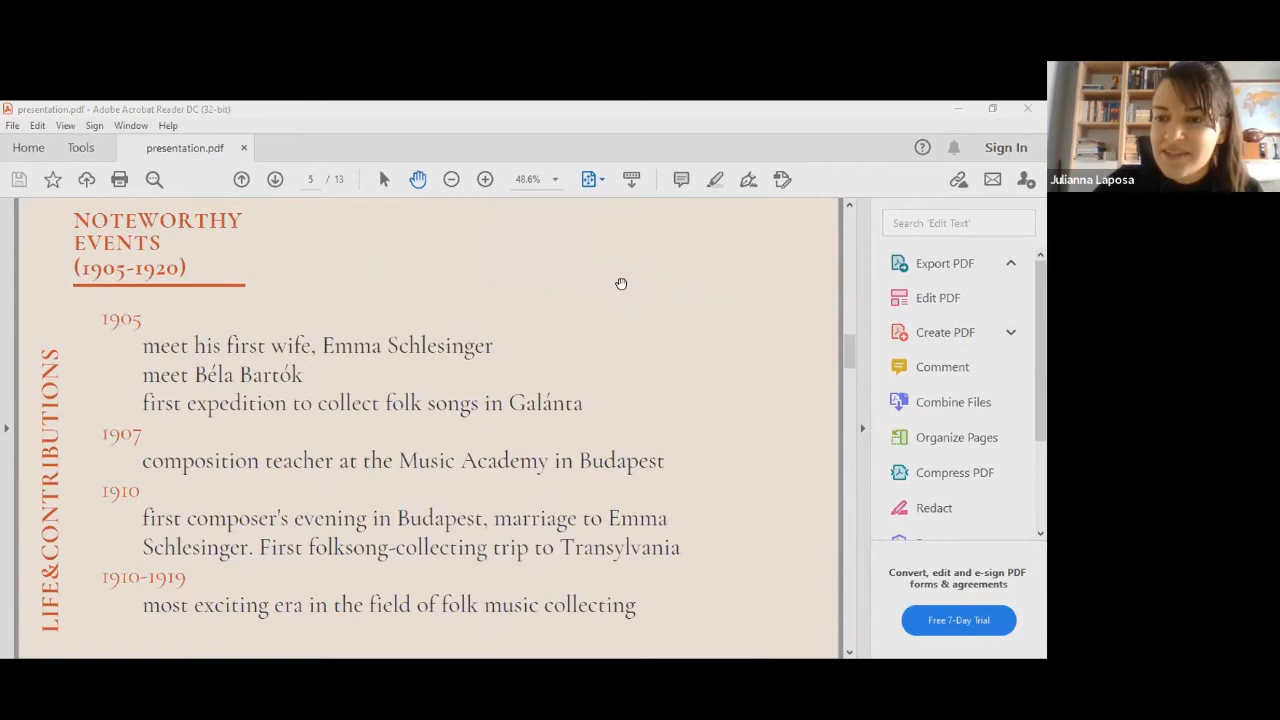 presentation.pdf - Adobe Acrobat Reader DC (32-bit)
File Edit View Sign Window Help
Home Tools presentation.pdf × Sign In
5 / 13 48.6%
NOTEWORTHY
EVENTS
(1905-1920)
LIFE&CONTRIBUTIONS
1905
meet his first wife, Emma Schlesinger
meet Béla Bartók
first expedition to collect folk songs in Galánta
1907
composition teacher at the Music Academy in Budapest
1910
first composer's evening in Budapest, marriage to Emma
Schlesinger. First folksong-collecting trip to Transylvania
1910-1919
most exciting era in the field of folk music collecting
Search 'Edit Text'
Export PDF
Edit PDF
Create PDF
Comment
Combine Files
Organize Pages
Compress PDF
Redact
Convert, edit and e-sign PDF
forms & agreements
Free 7-Day Trial
Julianna Laposa